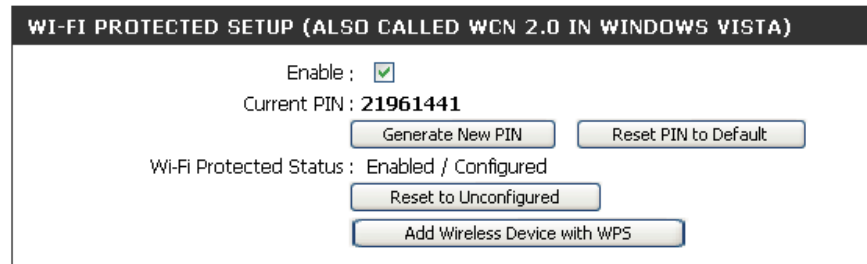 WI-FI PROTECTED SETUP (ALSO CALLED WCN 2.0 IN WINDOWS VISTA)
Enable :
Current PIN : 21961441
Generate New PIN Reset PIN to Default
Wi-Fi Protected Status : Enabled / Configured
Reset to Unconfigured
Add Wireless Device with WPS